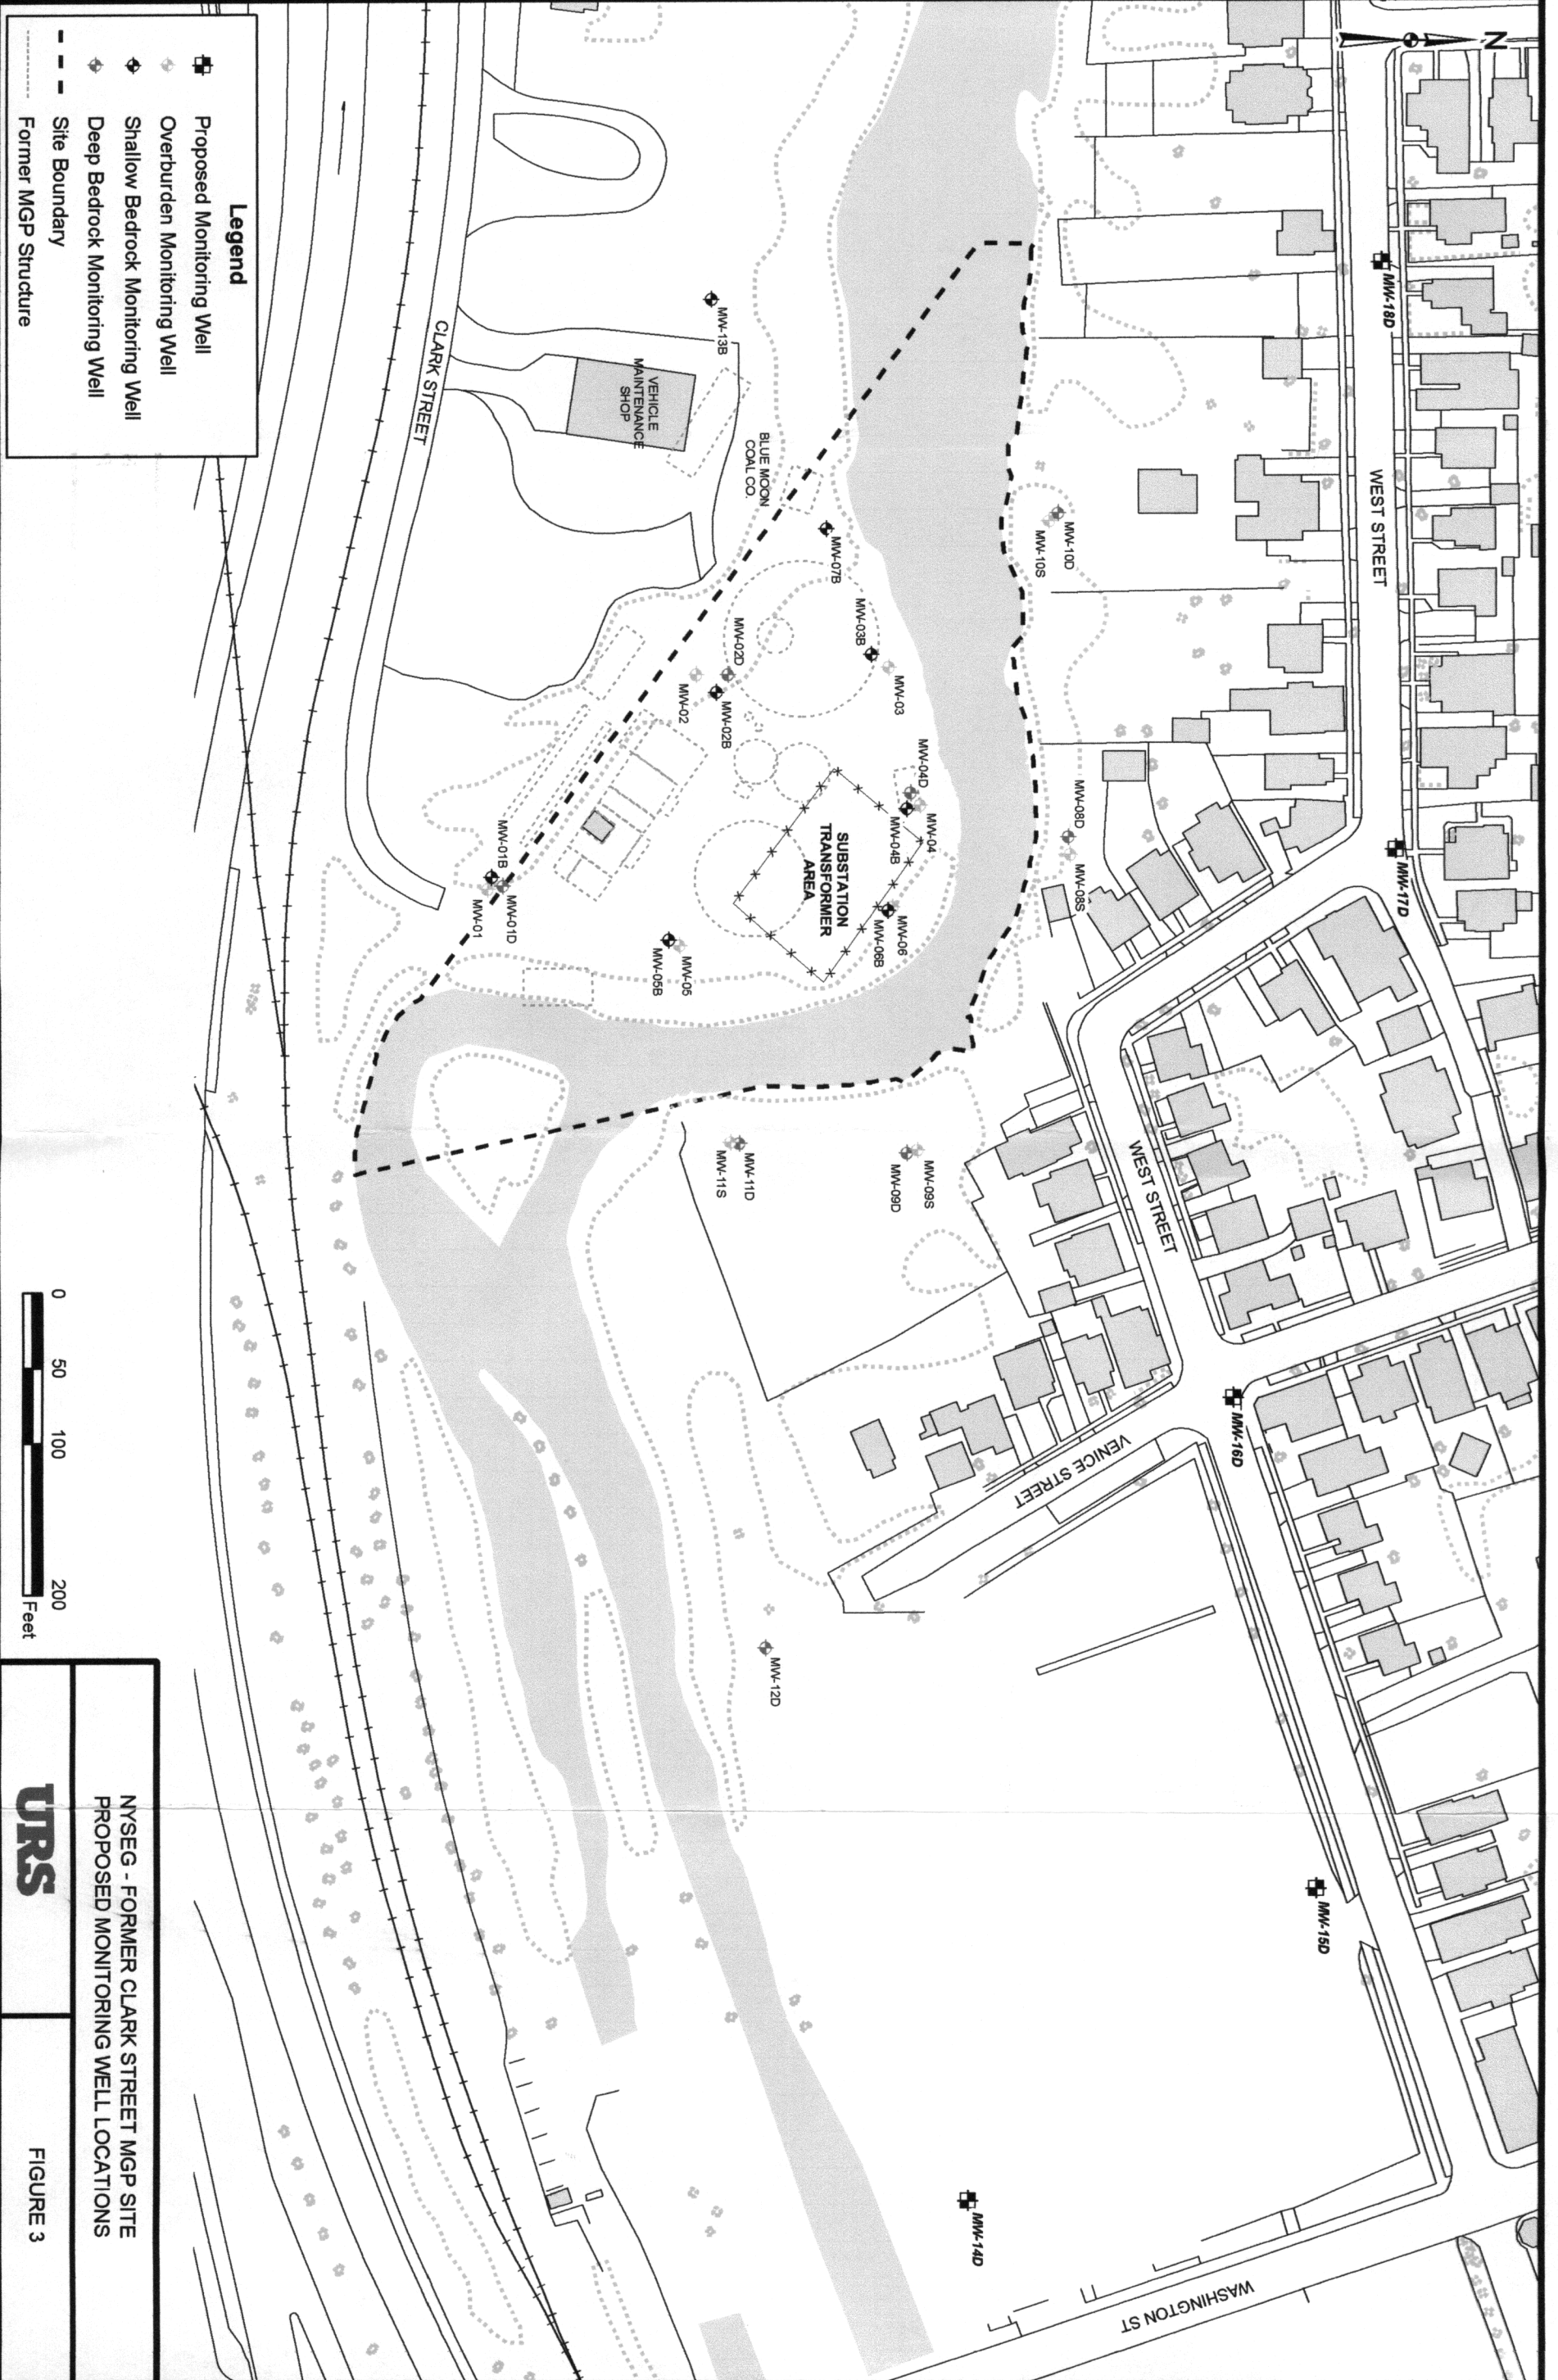 N
MW-18D
WEST STREET
MW-17D
MW-10D
MW-10S
MW-08D
MW-08S
MW-13B
VEHICLE
MAINTENANCE
SHOP
BLUE MOON
COAL CO.
MW-07B
MW-03B
MW-03
MW-02D
MW-02
MW-02B
MW-04D
MW-04
MW-04B
SUBSTATION
TRANSFORMER
AREA
MW-06
MW-06B
MW-01B
MW-01D
MW-01
MW-05
MW-05B
CLARK STREET
WEST STREET
MW-09S
MW-09D
MW-11D
MW-11S
MW-16D
VENICE STREET
MW-12D
MW-15D
MW-14D
WASHINGTON ST
Legend
Proposed Monitoring Well
Overburden Monitoring Well
Shallow Bedrock Monitoring Well
Deep Bedrock Monitoring Well
Site Boundary
Former MGP Structure
0 50 100 200
Feet
URS
NYSEG - FORMER CLARK STREET MGP SITE
PROPOSED MONITORING WELL LOCATIONS
FIGURE 3